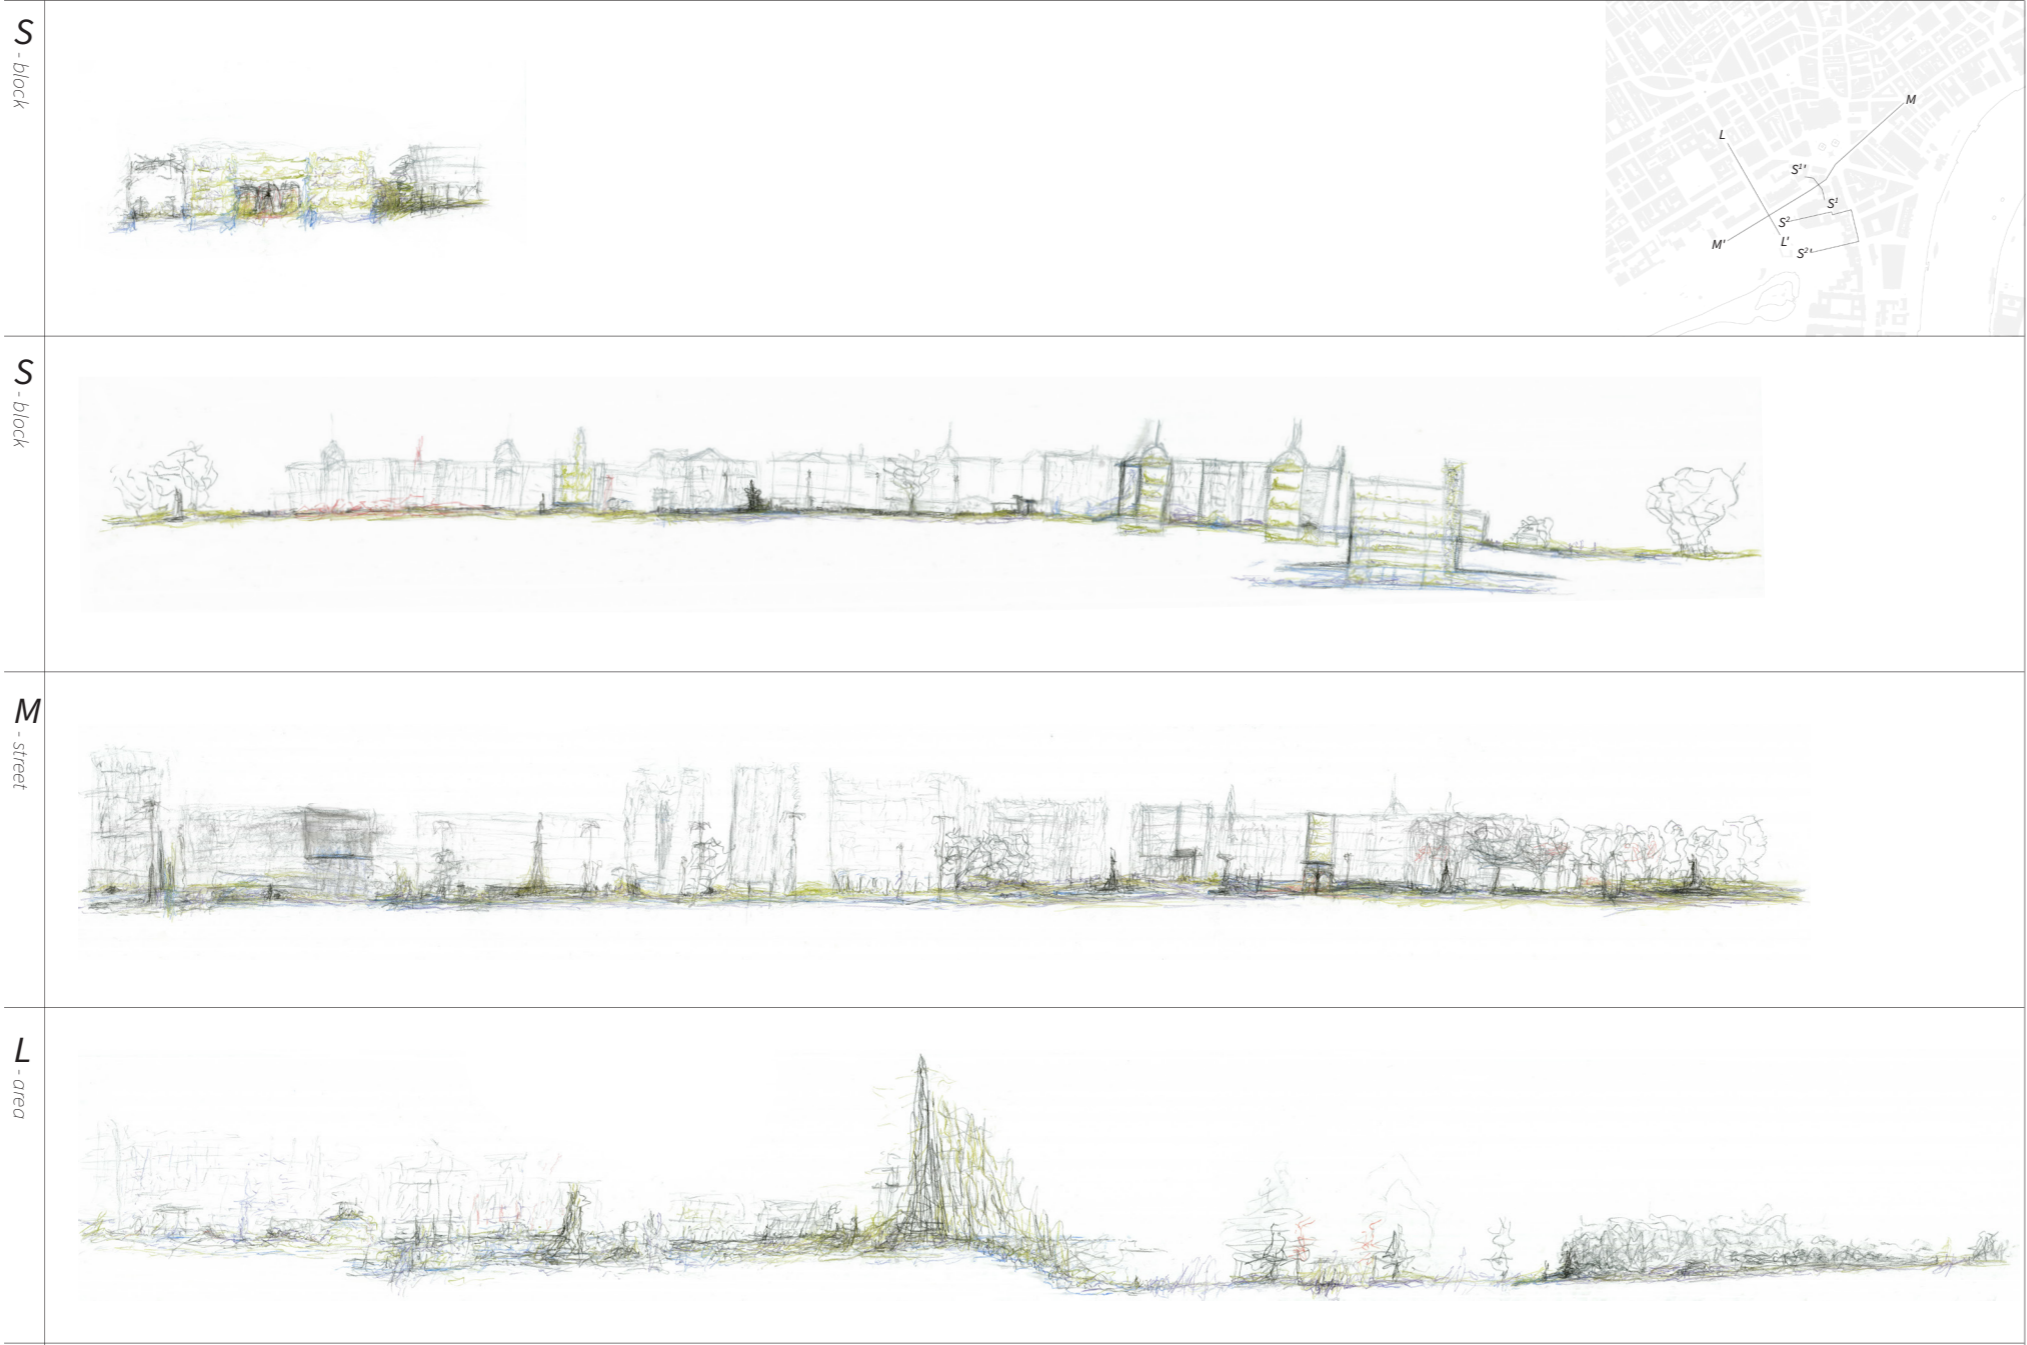 S - block
M
L
S¹'
S¹
S²
M'
L'
S²'
S - block
M - street
L - area